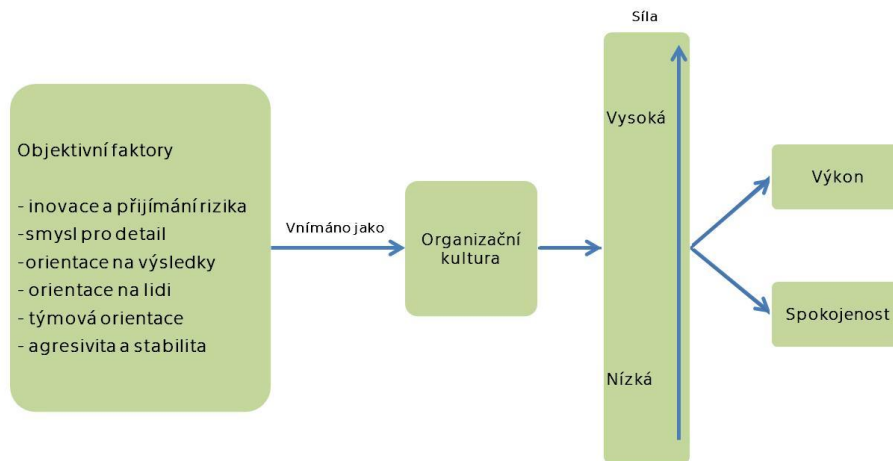 Objektivní faktory
- inovace a přijímání rizika
-smysl pro detail
-orientace na výsledky
- orientace na lidi
- týmová orientace
- agresivita a stabilita
Vnímáno jako
Organizační
kultura
Síla
Vysoká
Nízká
Výkon
Spokojenost